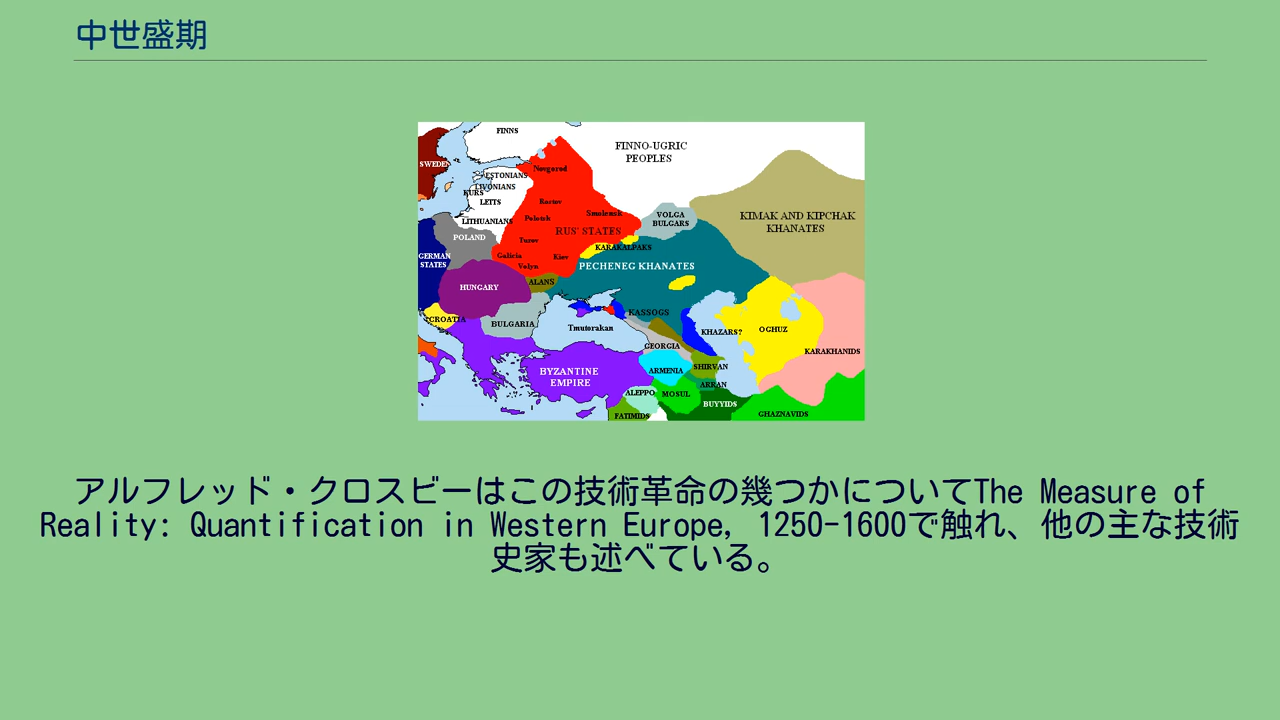 中世盛期
FINNS
FINNO-UGRIC
PEOPLES
SWEDEN
ESTONIANS
LIVONIANS
KURS
LETTS
LITHUANIANS
Novgorod
Rostov
Polotsk
Smolensk
RUS' STATES
Turov
Galicia
Kiev
Volyn
VOLGA
BULGARS
KIMAK AND KIPCHAK
KHANATES
KARAKALPAKS
PECHENEG KHANATES
POLAND
GERMAN
STATES
HUNGARY
ALANS
CROATIA
BULGARIA
Tmutorakan
KASSOGS
KHAZARS?
OGHUZ
KARAKHANIDS
GEORGIA
ARMENIA
SHIRVAN
ARRAN
BYZANTINE
EMPIRE
ALEPPO
MOSUL
BUYYIDS
FATIMIDS
GHAZNAVIDS
アルフレッド・クロスビーはこの技術革命の幾つかについてThe Measure of
Reality: Quantification in Western Europe, 1250-1600で触れ、他の主な技術
史家も述べている。